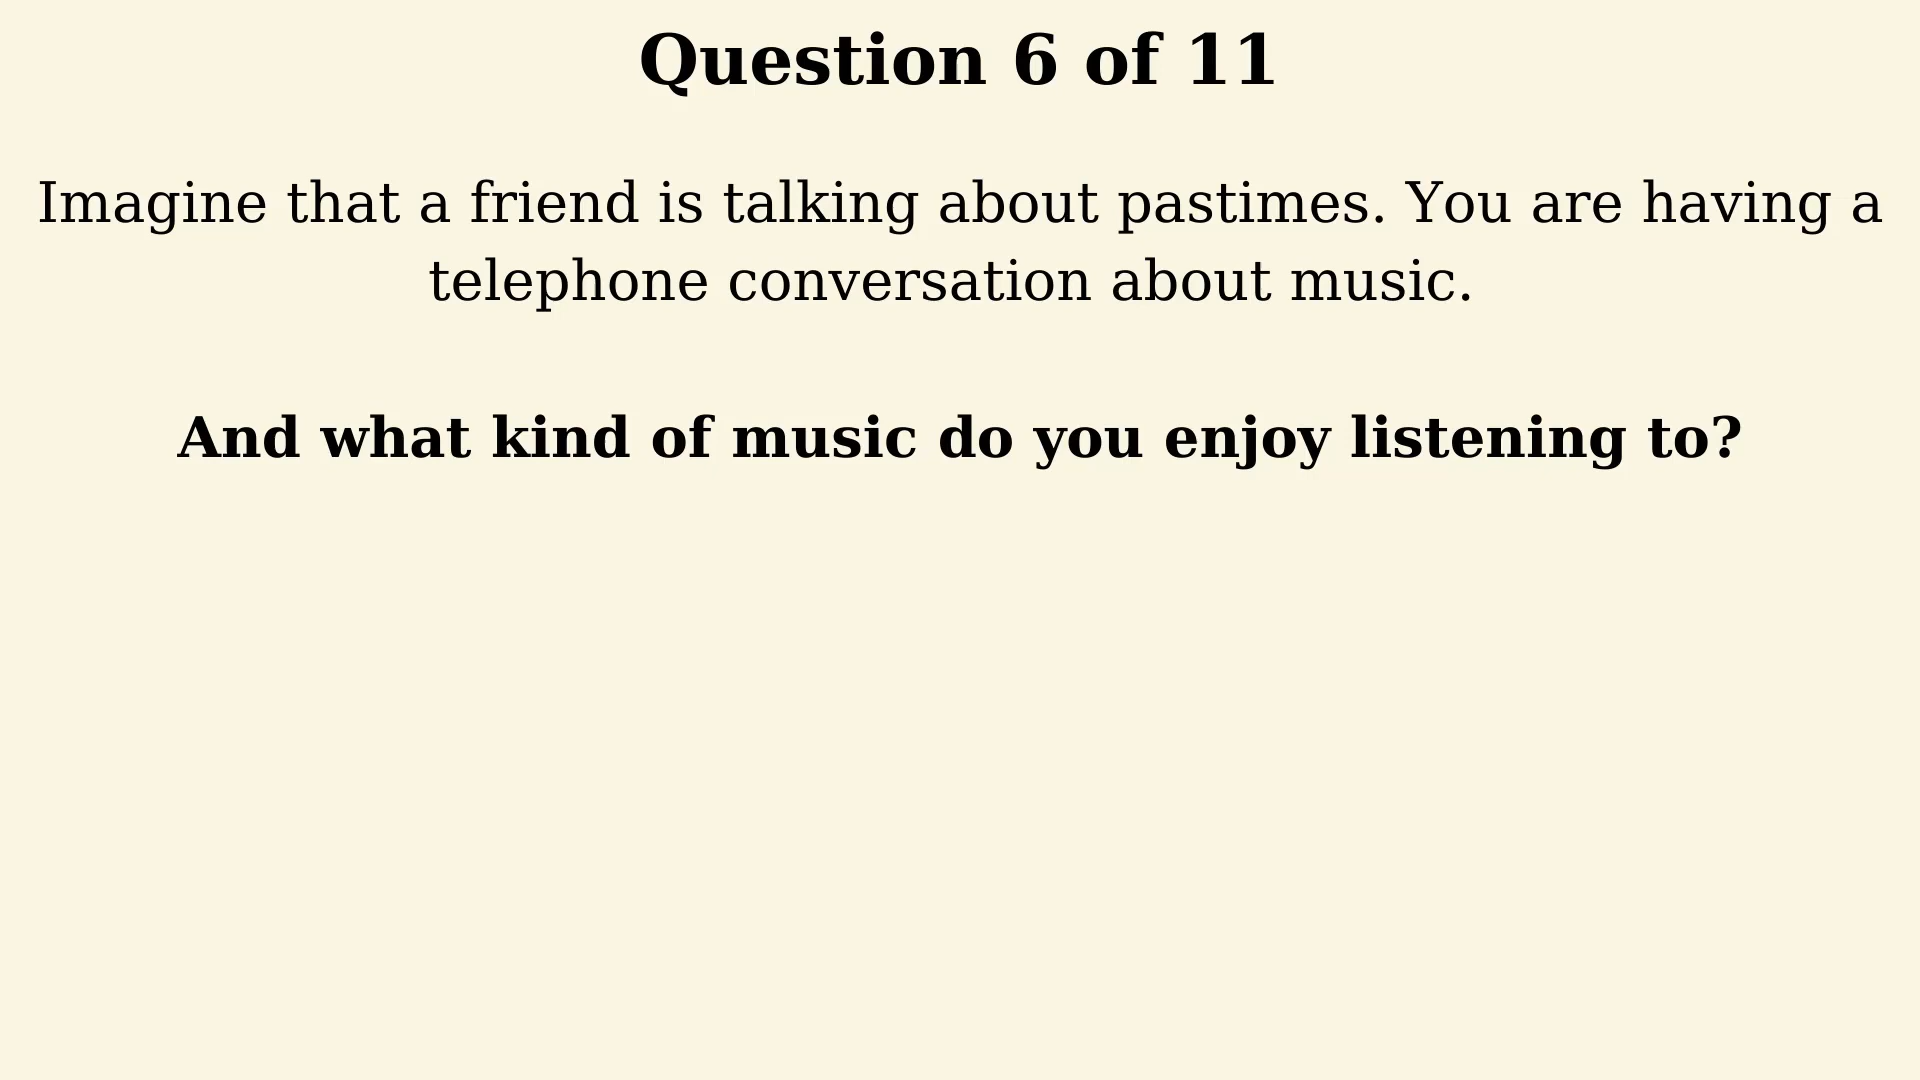 Question 6 of 11
Imagine that a friend is talking about pastimes. You are having a
telephone conversation about music.
And what kind of music do you enjoy listening to?